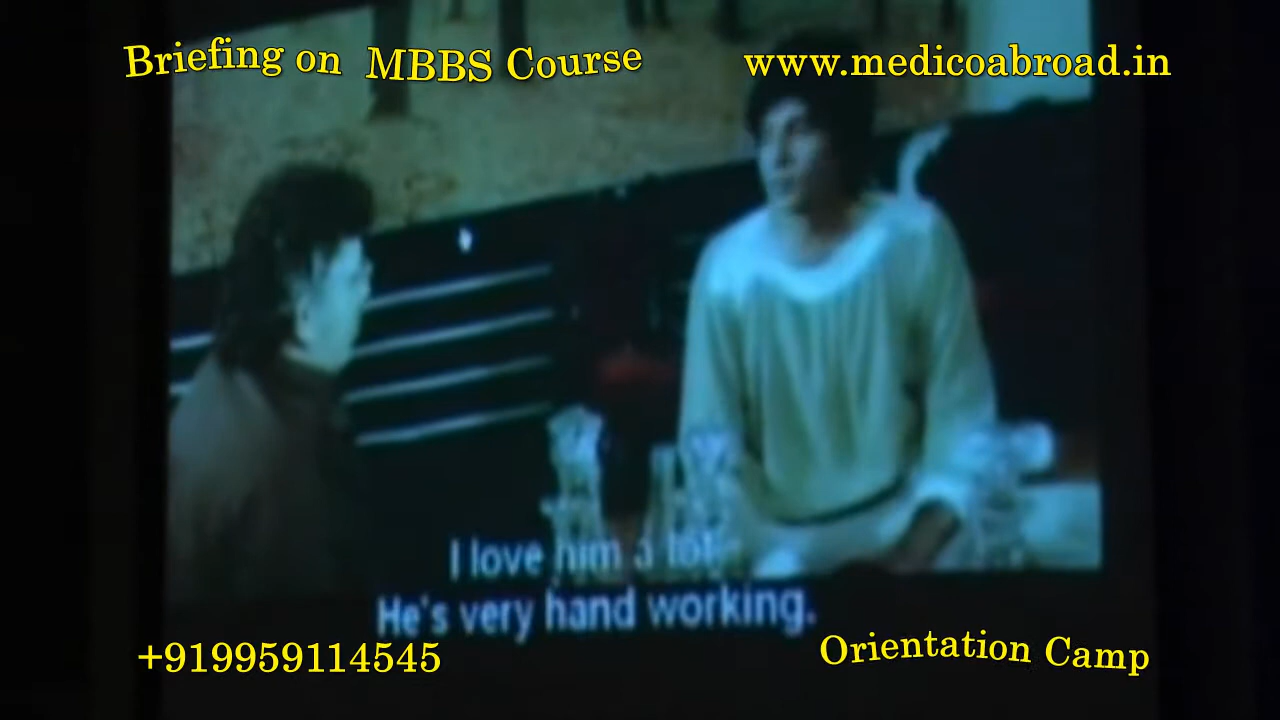 Briefing on MBBS Course
www.medicoabroad.in
I love him a lot
He's very hand working.
+919959114545
Orientation Camp